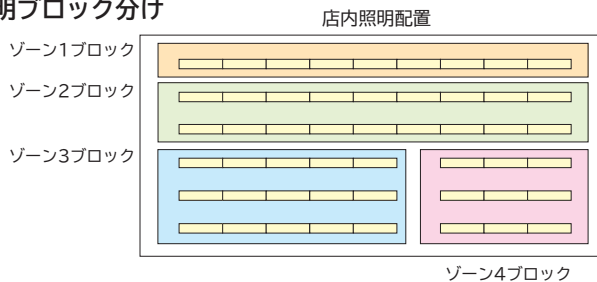 明ブロック分け
店内照明配置
ゾーン1ブロック
ゾーン2ブロック
ゾーン3ブロック
ゾーン4ブロック